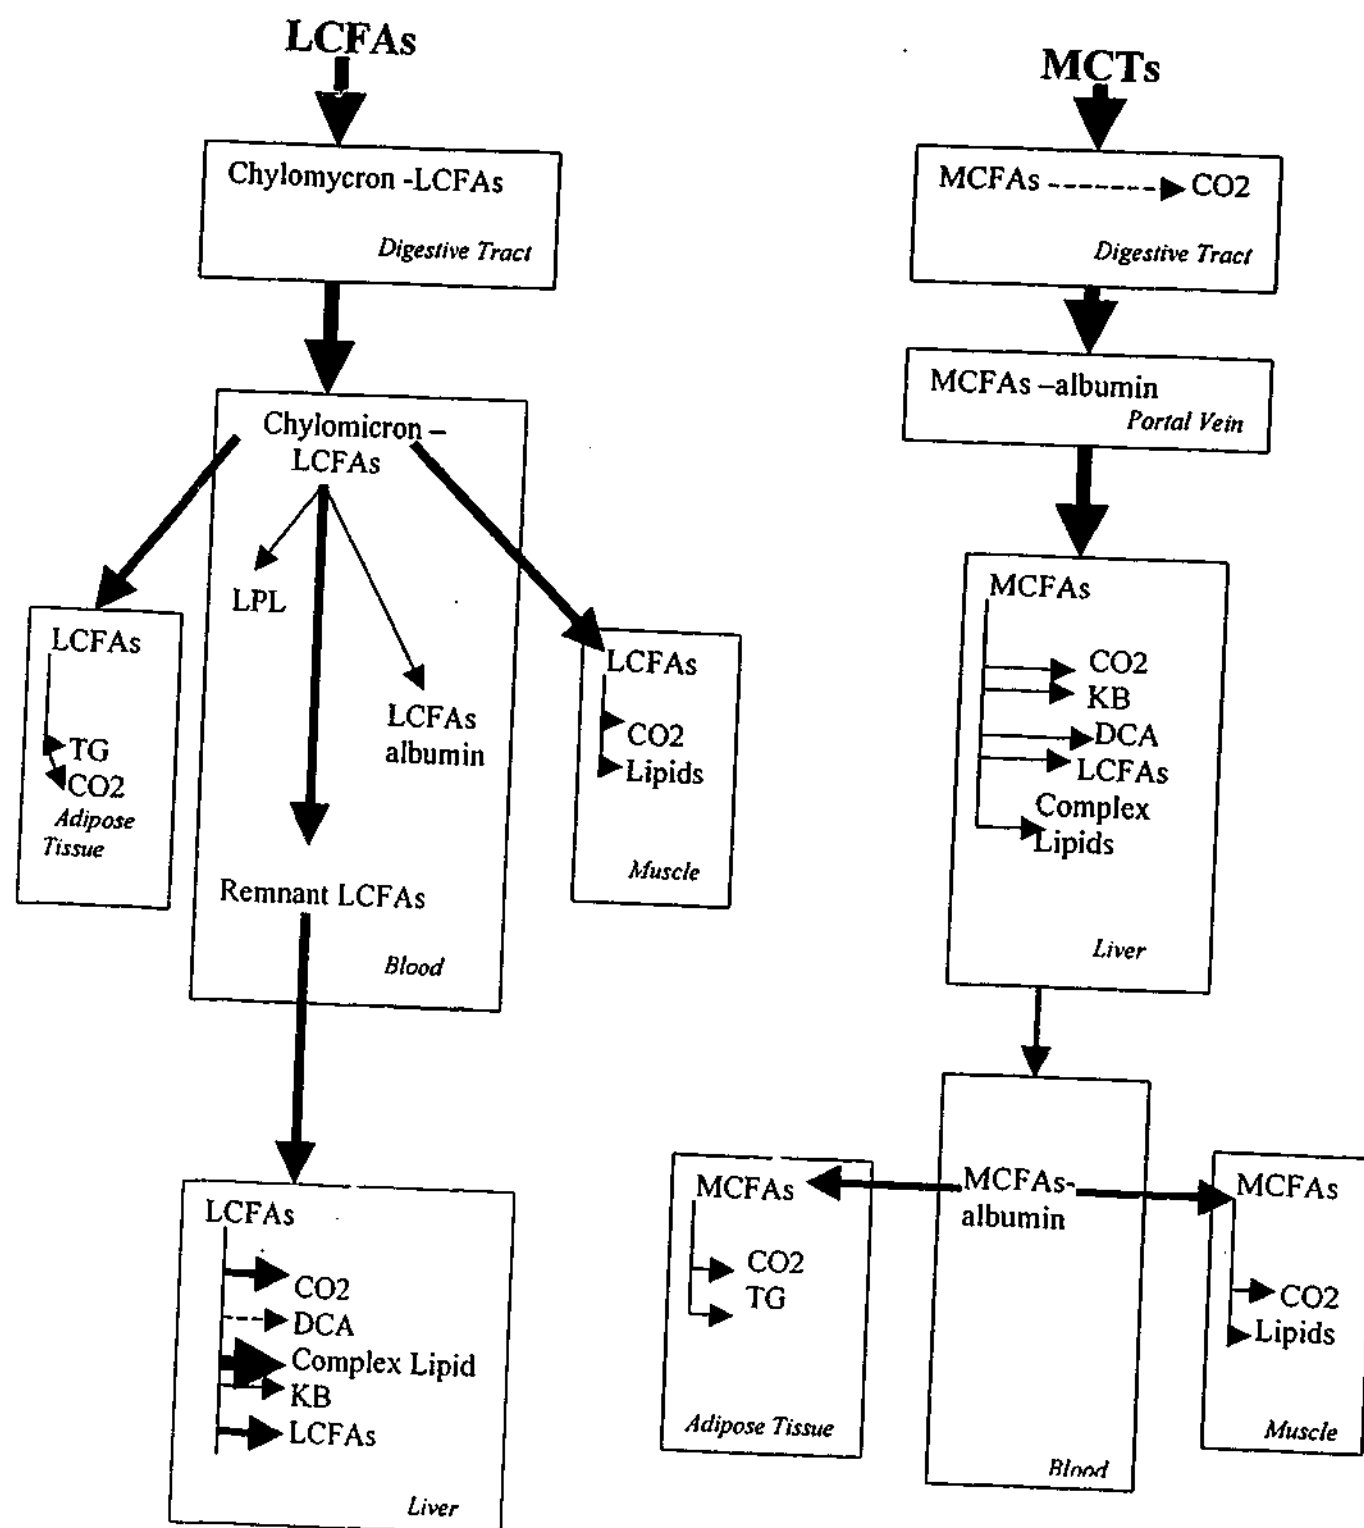 LCFAs
Chylomycron -LCFAs
Digestive Tract
Chylomicron –
LCFAs
LPL
LCFAs
albumin
Remnant LCFAs
Blood
LCFAs
TG
CO2
Adipose
Tissue
LCFAs
CO2
Lipids
Muscle
LCFAs
CO2
DCA
Complex Lipid
KB
LCFAs
Liver
MCTs
MCFAs CO2
Digestive Tract
MCFAs –albumin
Portal Vein
MCFAs
CO2
KB
DCA
LCFAs
Complex
Lipids
Liver
MCFAs-
albumin
Blood
MCFAs
CO2
TG
Adipose Tissue
MCFAs
CO2
Lipids
Muscle